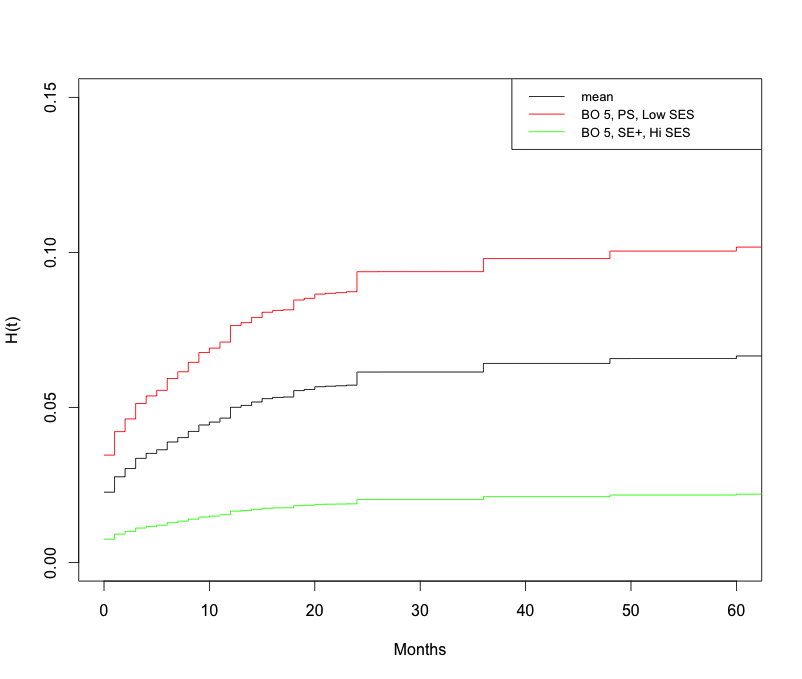 mean
BO 5, PS, Low SES
BO 5, SE+, Hi SES
0.15
0.10
0.05
0.00
H(t)
0 10 20 30 40 50 60
Months